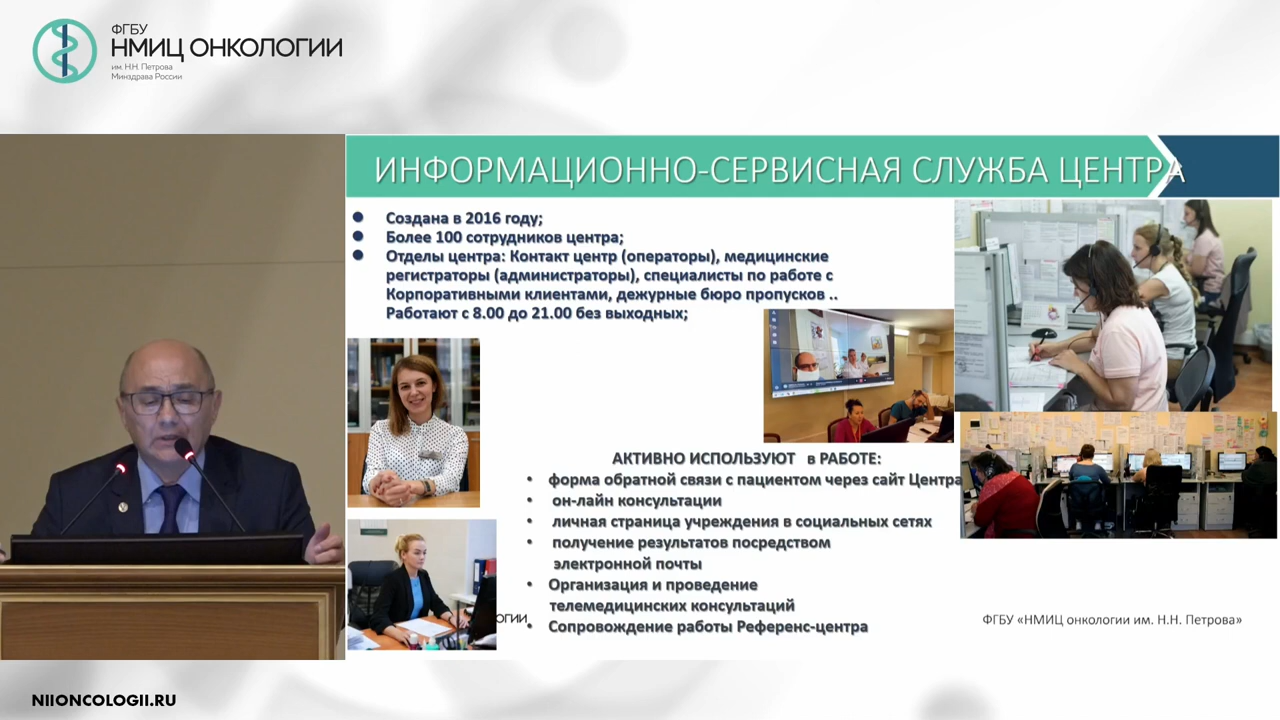 ФГБУ
НМИЦ ОНКОЛОГИИ
им. Н.Н. Петрова
Минздрава России
ИНФОРМАЦИОННО-СЕРВИСНАЯ СЛУЖБА ЦЕНТРА
Создана в 2016 году;
Более 100 сотрудников центра;
Отделы центра: Контакт центр (операторы), медицинские
регистраторы (администраторы), специалисты по работе с
Корпоративными клиентами, дежурные бюро пропусков ..
Работают с 8.00 до 21.00 без выходных;
АКТИВНО ИСПОЛЬЗУЮТ в РАБОТЕ:
• форма обратной связи с пациентом через сайт Центра
• он-лайн консультации
• личная страница учреждения в социальных сетях
• получение результатов посредством
электронной почты
• Организация и проведение
телемедицинских консультаций
• Сопровождение работы Референс-центра
ОГИИ
ФГБУ «НМИЦ онкологии им. Н.Н. Петрова»
NIIONCOLOGII.RU